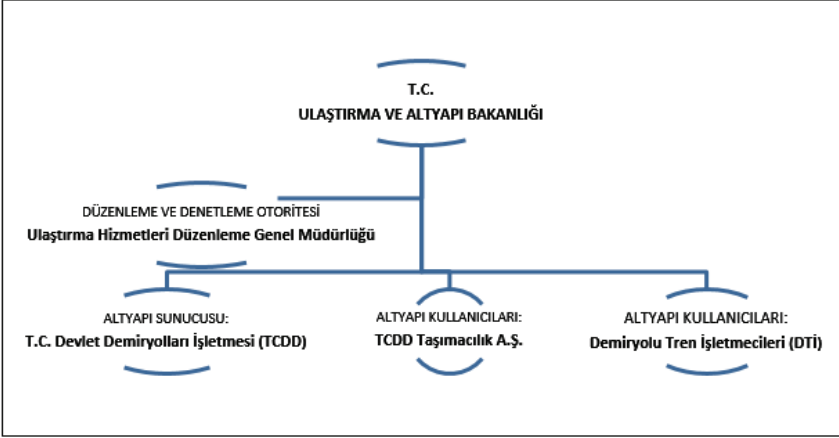 T.C.
ULAŞTIRMA VE ALTYAPI BAKANLIĞI
DÜZENLEME VE DENETLEME OTORİTESİ
Ulaştırma Hizmetleri Düzenleme Genel Müdürlüğü
ALTYAPI SUNUCUSU:
T.C. Devlet Demiryolları İşletmesi (TCDD)
ALTYAPI KULLANICILARI:
TCDD Taşımacılık A.Ş.
ALTYAPI KULLANICILARI:
Demiryolu Tren İşletmecileri (DTİ)